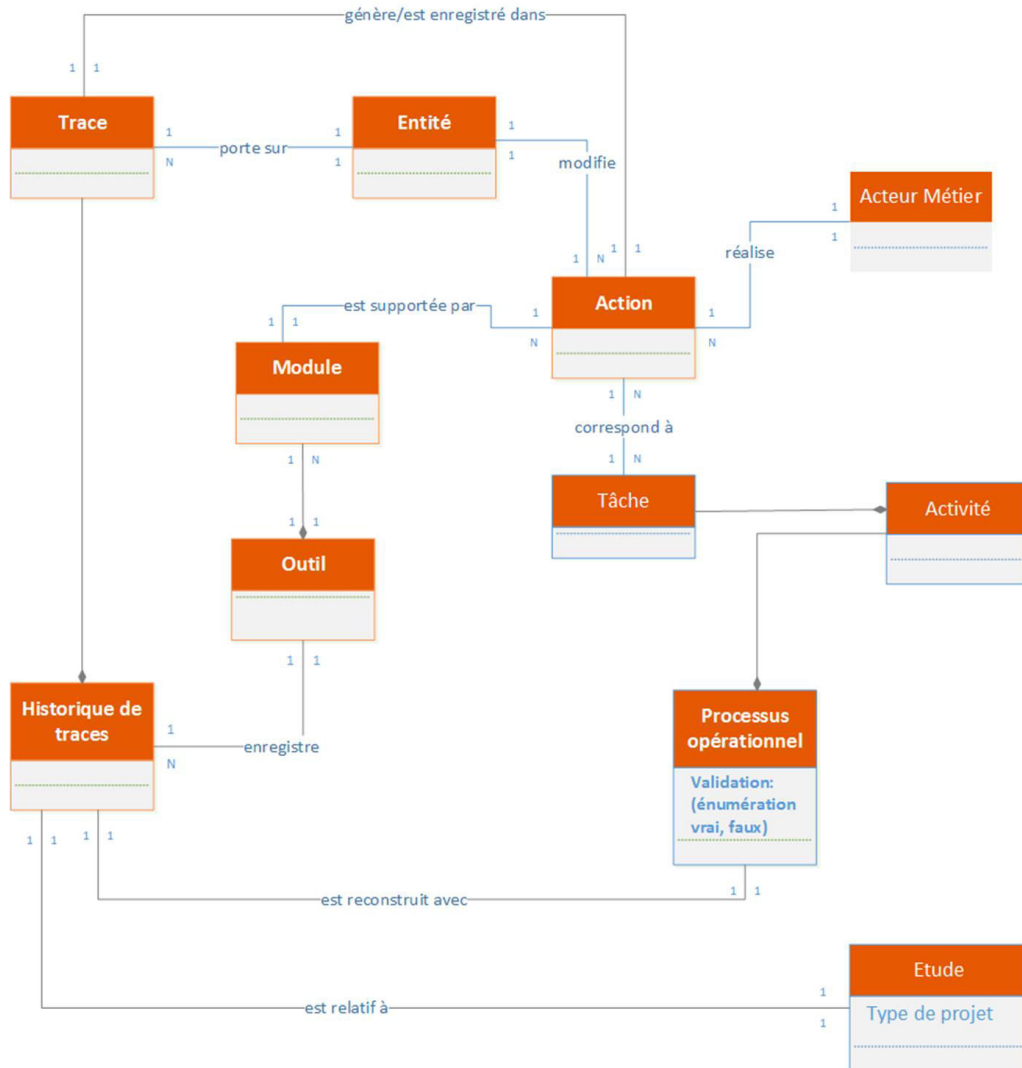 génère/est enregistré dans
1 1
Trace
Entité
1
N
porte sur
1
1
1
1
modifie
Acteur Métier
1
1
réalise
1 N
1 1
Action
est supportée par
1
N
1
N
1 1
Module
1 N
correspond à
1 N
1 N
Tâche
Activité
1 1
Outil
1 1
Historique de
traces
1
N
enregistre
Processus
opérationnel
Validation:
(énumération
vrai, faux)
1 1
1 1
1 1
est reconstruit avec
Etude
Type de projet
1
1
est relatif à